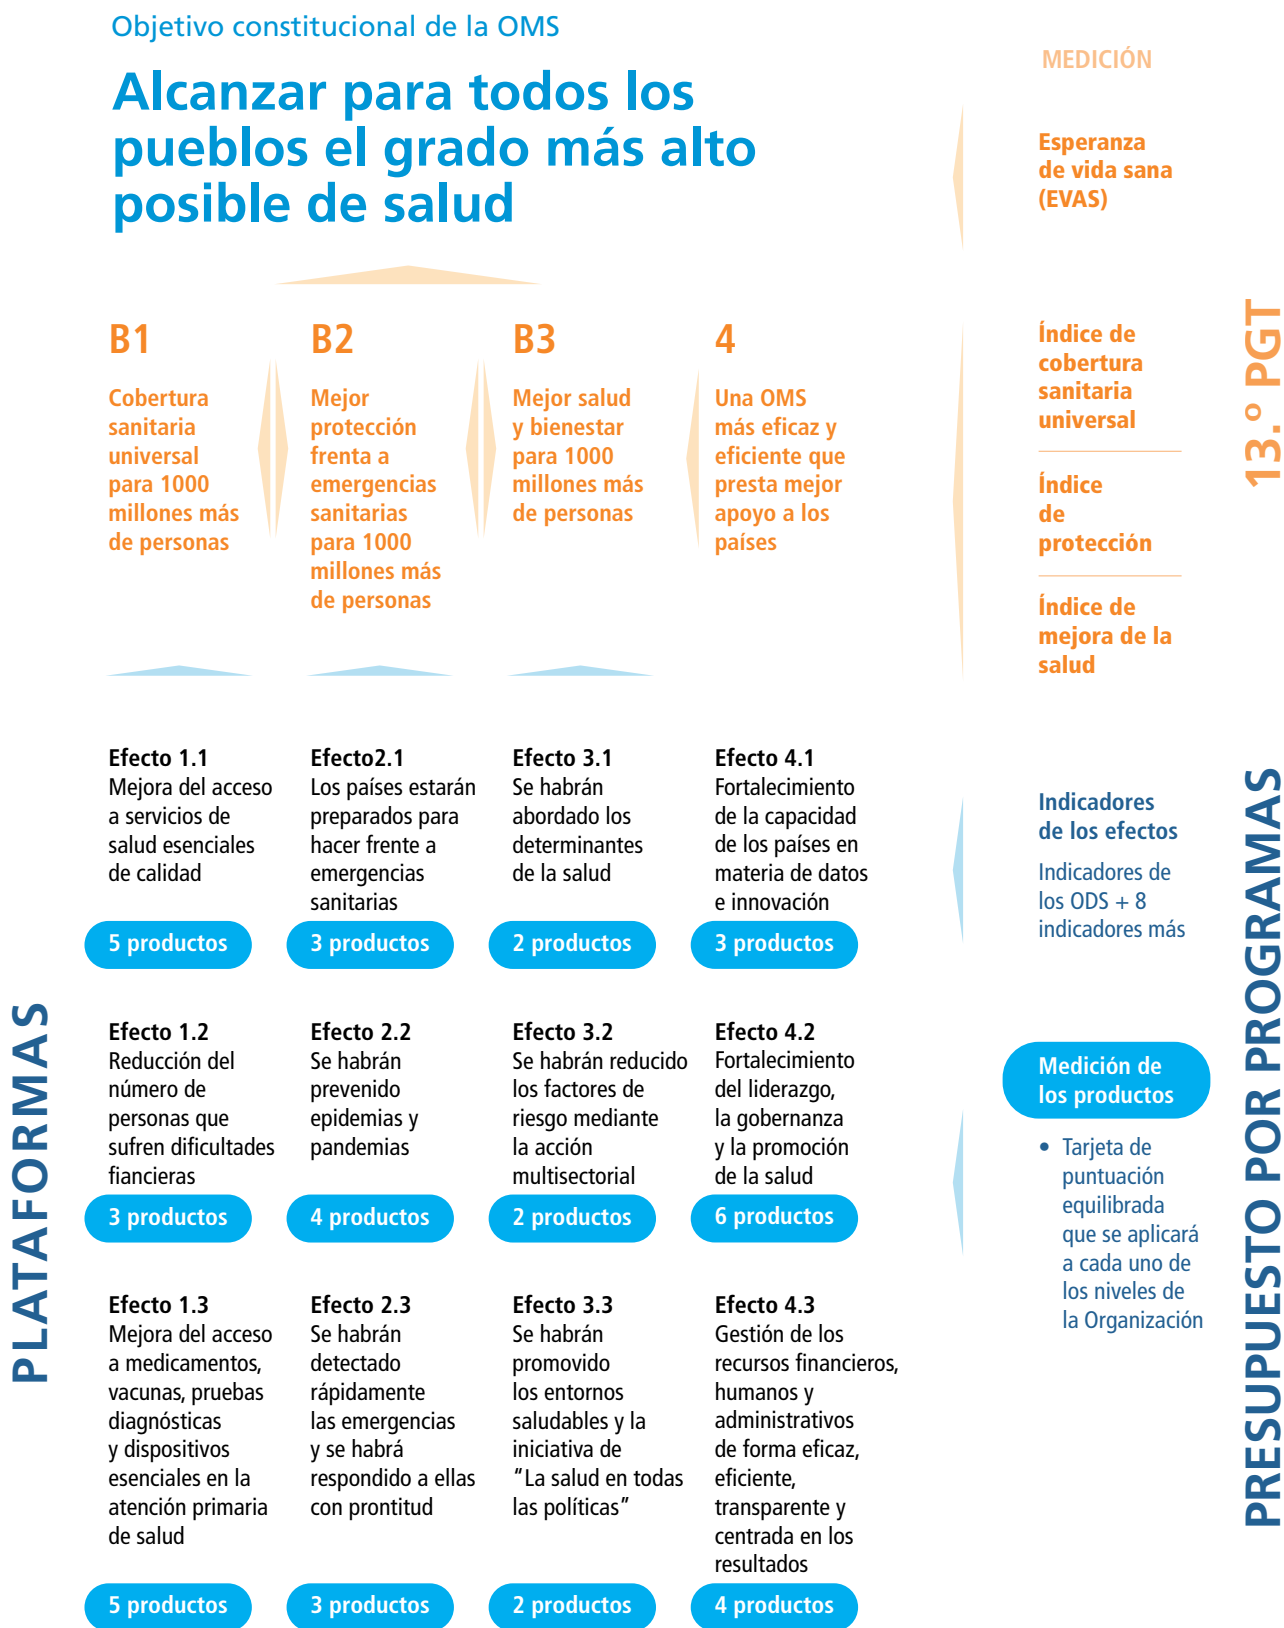 Objetivo constitucional de la OMS
Alcanzar para todos los
pueblos el grado más alto
posible de salud
MEDICIÓN
Esperanza
de vida sana
(EVAS)
B1
Cobertura
sanitaria
universal
para 1000
millones más
de personas
B2
Mejor
protección
frenta a
emergencias
sanitarias
para 1000
millones más
de personas
B3
Mejor salud
y bienestar
para 1000
millones más
de personas
4
Una OMS
más eficaz y
eficiente que
presta mejor
apoyo a los
países
Índice de
cobertura
sanitaria
universal
Índice
de
protección
Índice de
mejora de la
salud
13.º PGT
Efecto 1.1
Mejora del acceso
a servicios de
salud esenciales
de calidad
5 productos
Efecto2.1
Los países estarán
preparados para
hacer frente a
emergencias
sanitarias
3 productos
Efecto 3.1
Se habrán
abordado los
determinantes
de la salud
2 productos
Efecto 4.1
Fortalecimiento
de la capacidad
de los países en
materia de datos
e innovación
3 productos
Indicadores
de los efectos
Indicadores de
los ODS + 8
indicadores más
Efecto 1.2
Reducción del
número de
personas que
sufren dificultades
fiancieras
3 productos
Efecto 2.2
Se habrán
prevenido
epidemias y
pandemias
4 productos
Efecto 3.2
Se habrán reducido
los factores de
riesgo mediante
la acción
multisectorial
2 productos
Efecto 4.2
Fortalecimiento
del liderazgo,
la gobernanza
y la promoción
de la salud
6 productos
Medición de
los productos
• Tarjeta de
puntuación
equilibrada
que se aplicará
a cada uno de
los niveles de
la Organización
Efecto 1.3
Mejora del acceso
a medicamentos,
vacunas, pruebas
diagnósticas
y dispositivos
esenciales en la
atención primaria
de salud
5 productos
Efecto 2.3
Se habrán
detectado
rápidamente
las emergencias
y se habrá
respondido a ellas
con prontitud
3 productos
Efecto 3.3
Se habrán
promovido
los entornos
saludables y la
iniciativa de
“La salud en todas
las políticas”
2 productos
Efecto 4.3
Gestión de los
recursos financieros,
humanos y
administrativos
de forma eficaz,
eficiente,
transparente y
centrada en los
resultados
4 productos
PLATAFORMAS
PRESUPUESTO POR PROGRAMAS